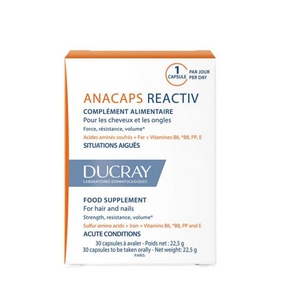 1
CAPSULE
PAR JOUR
PER DAY
ANACAPS REACTIV
COMPLÉMENT ALIMENTAIRE
Pour les cheveux et les ongles
Force, résistance, volume*
Acides aminés soufrés + Fer + Vitamines B6, *B8, PP, E
SITUATIONS AIGUËS
DUCRAY
LABORATOIRES DERMATOLOGIQUES
FOOD SUPPLEMENT
For hair and nails
Strength, resistance, volume*
Sulfur amino acids + Iron + Vitamins B6, *B8, PP and E
ACUTE CONDITIONS
30 capsules à avaler - Poids net : 22,5 g
30 capsules to be taken orally - Net weight: 22,5 g
PARIS